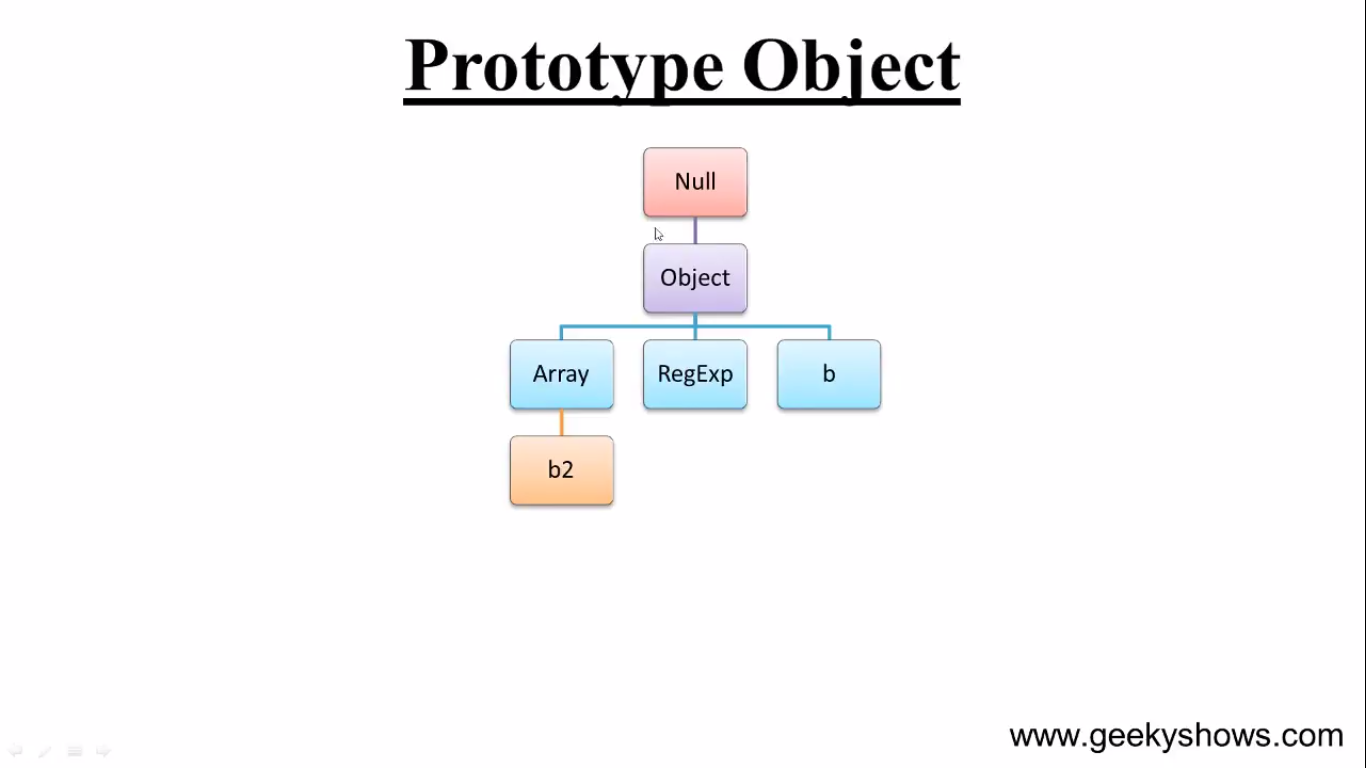 Prototype Object
Null
Object
Array
RegExp
b
b2
www.geekyshows.com